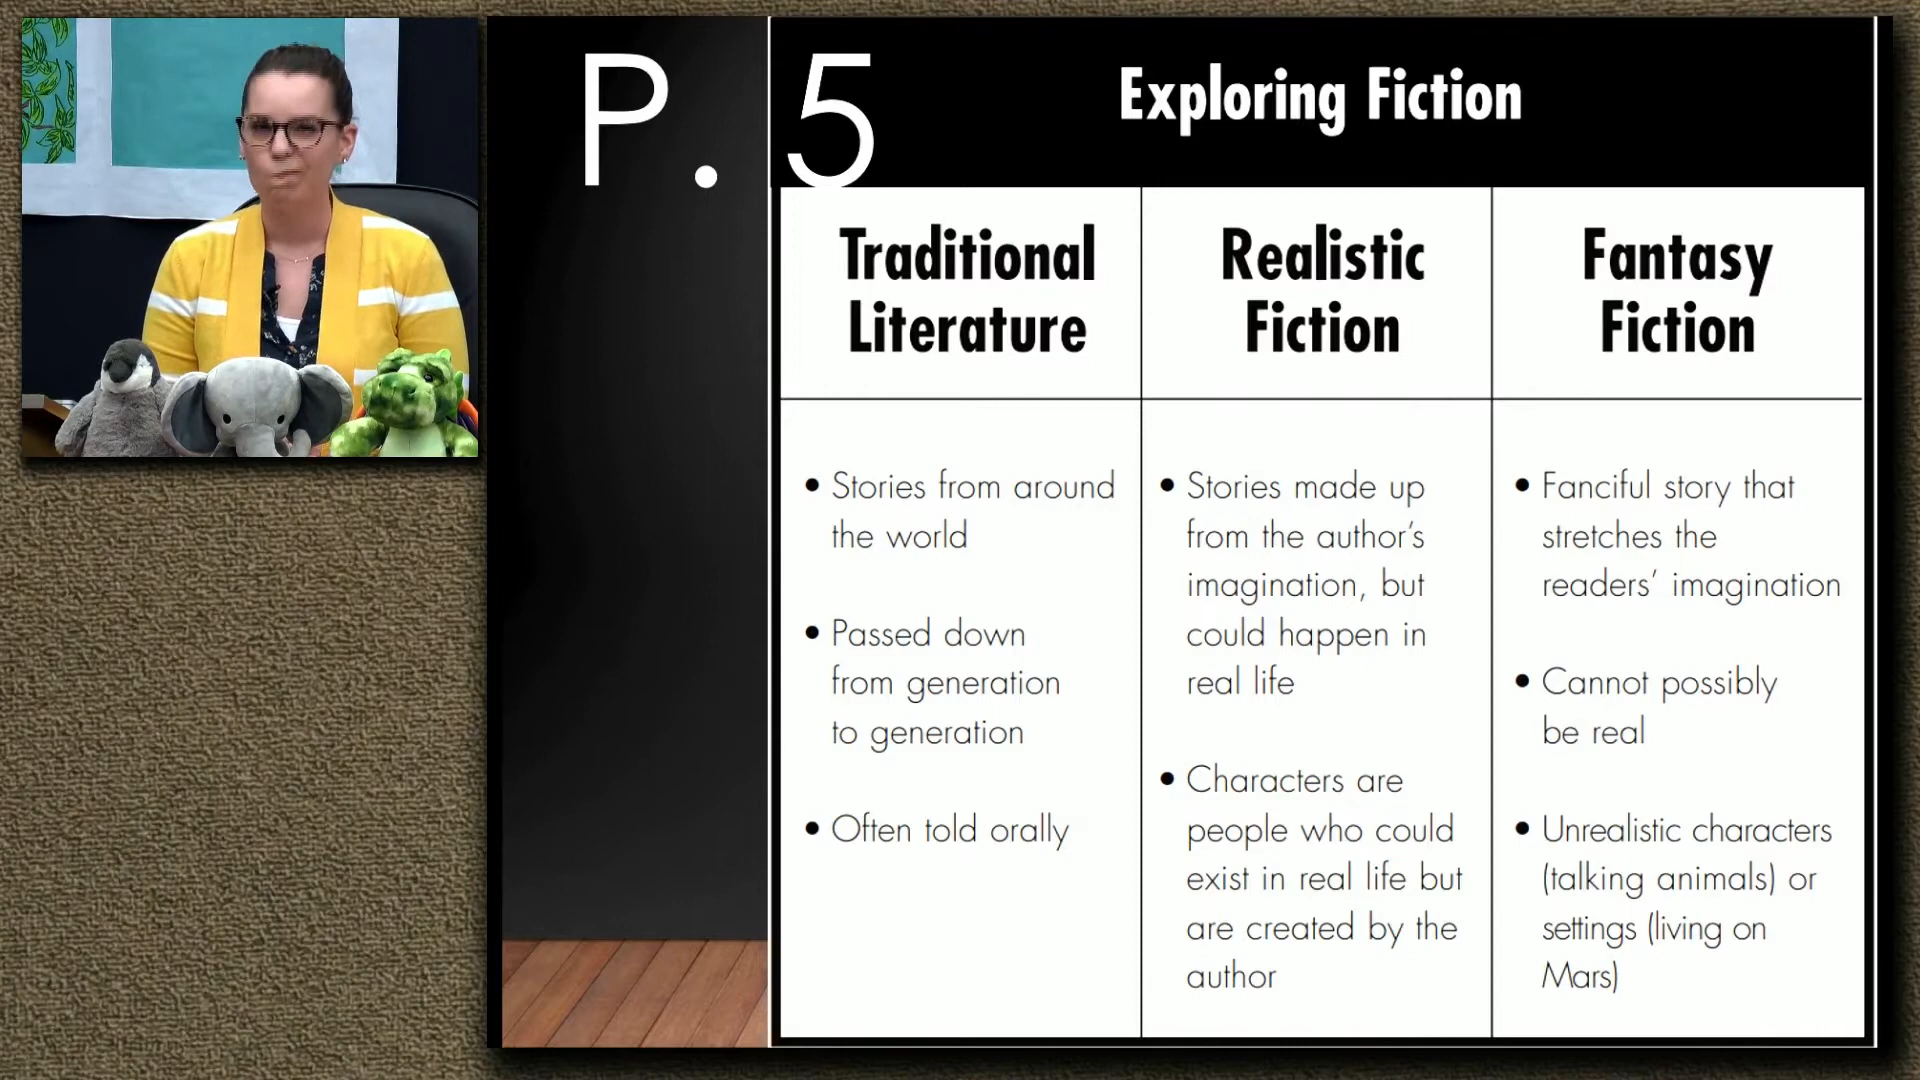 P. 5
Exploring Fiction
Traditional
Literature
Realistic
Fiction
Fantasy
Fiction
• Stories from around
the world
• Passed down
from generation
to generation
• Often told orally
• Stories made up
from the author’s
imagination, but
could happen in
real life
• Characters are
people who could
exist in real life but
are created by the
author
• Fanciful story that
stretches the
readers’ imagination
• Cannot possibly
be real
• Unrealistic characters
(talking animals) or
settings (living on
Mars)